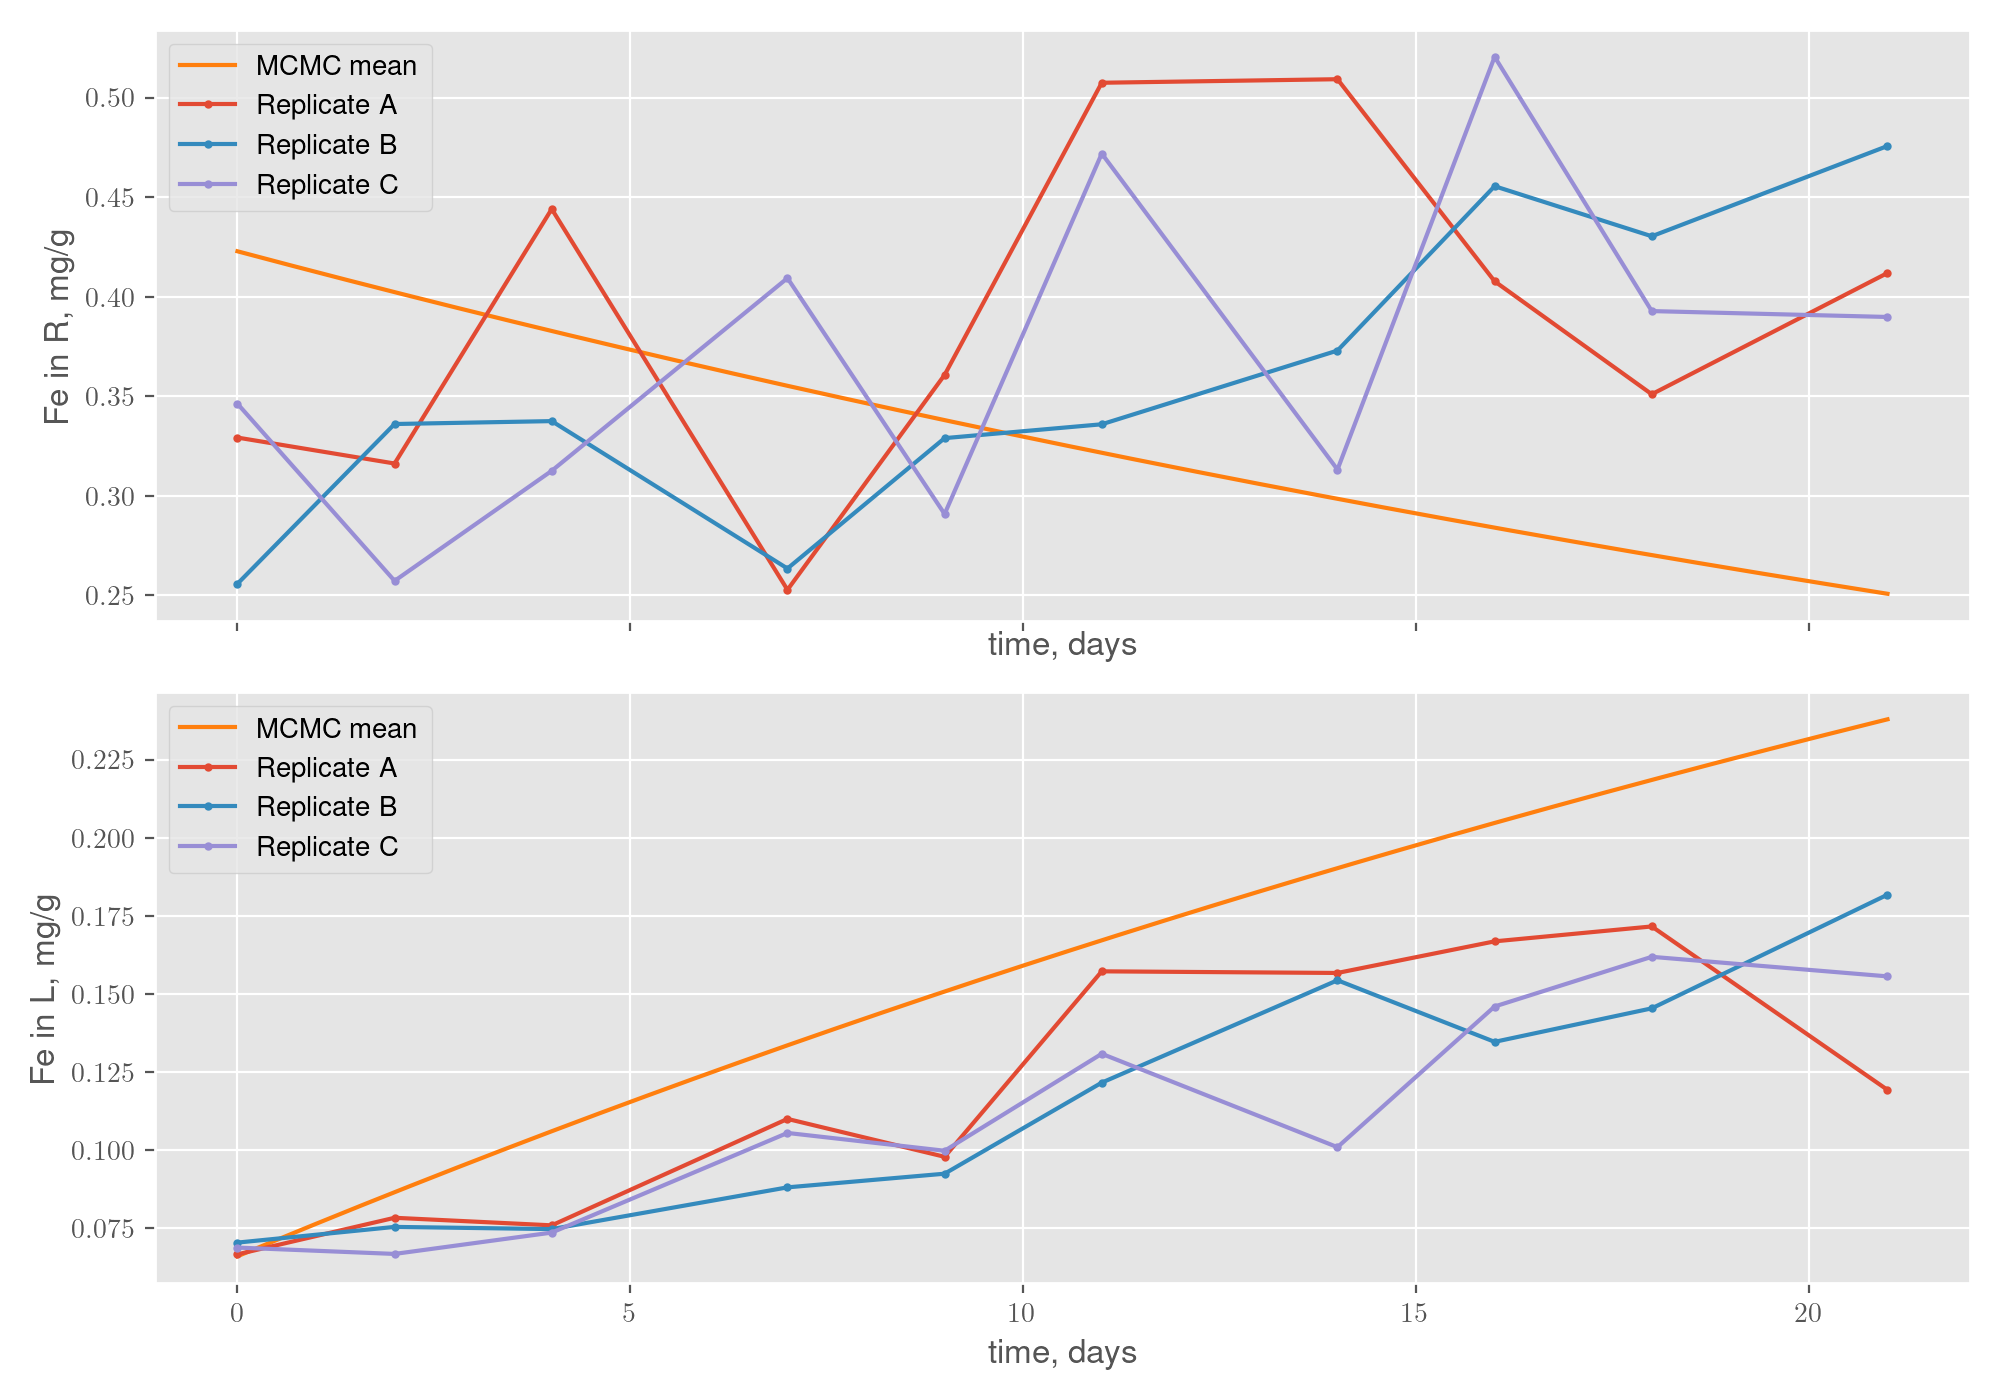 MCMC mean
Replicate A
Replicate B
Replicate C
0.50
0.45
0.40
0.35
0.30
0.25
Fe in R, mg/g
time, days
MCMC mean
Replicate A
Replicate B
Replicate C
0.225
0.200
0.175
0.150
0.125
0.100
0.075
Fe in L, mg/g
0 5 10 15 20
time, days